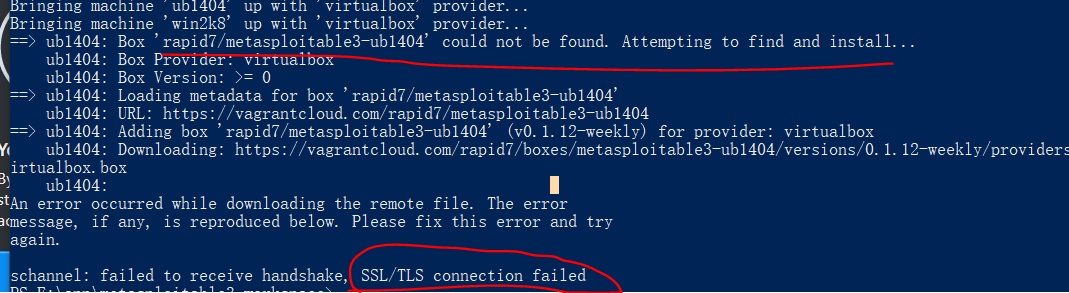 Bringing machine 'ub1404' up with 'virtualbox' provider...
Bringing machine 'win2k8' up with 'virtualbox' provider...
==> ub1404: Box 'rapid7/metasploitable3-ub1404' could not be found. Attempting to find and install...
ub1404: Box Provider: virtualbox
ub1404: Box Version: >= 0
==> ub1404: Loading metadata for box 'rapid7/metasploitable3-ub1404'
ub1404: URL: https://vagrantcloud.com/rapid7/metasploitable3-ub1404
==> ub1404: Adding box 'rapid7/metasploitable3-ub1404' (v0.1.12-weekly) for provider: virtualbox
ub1404: Downloading: https://vagrantcloud.com/rapid7/boxes/metasploitable3-ub1404/versions/0.1.12-weekly/providers
irtualbox.box
ub1404:
An error occurred while downloading the remote file. The error
message, if any, is reproduced below. Please fix this error and try
again.
schannel: failed to receive handshake, SSL/TLS connection failed